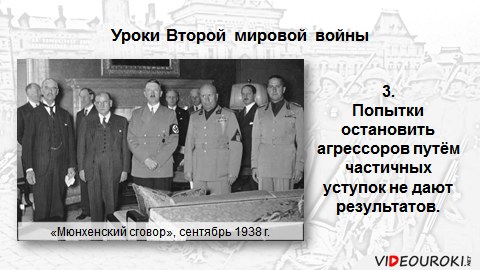 Уроки Второй мировой войны
3.
Попытки
остановить
агрессоров путём
частичных
уступок не дают
результатов.
«Мюнхенский сговор», сентябрь 1938 г.
VIDEOUROKI.NET